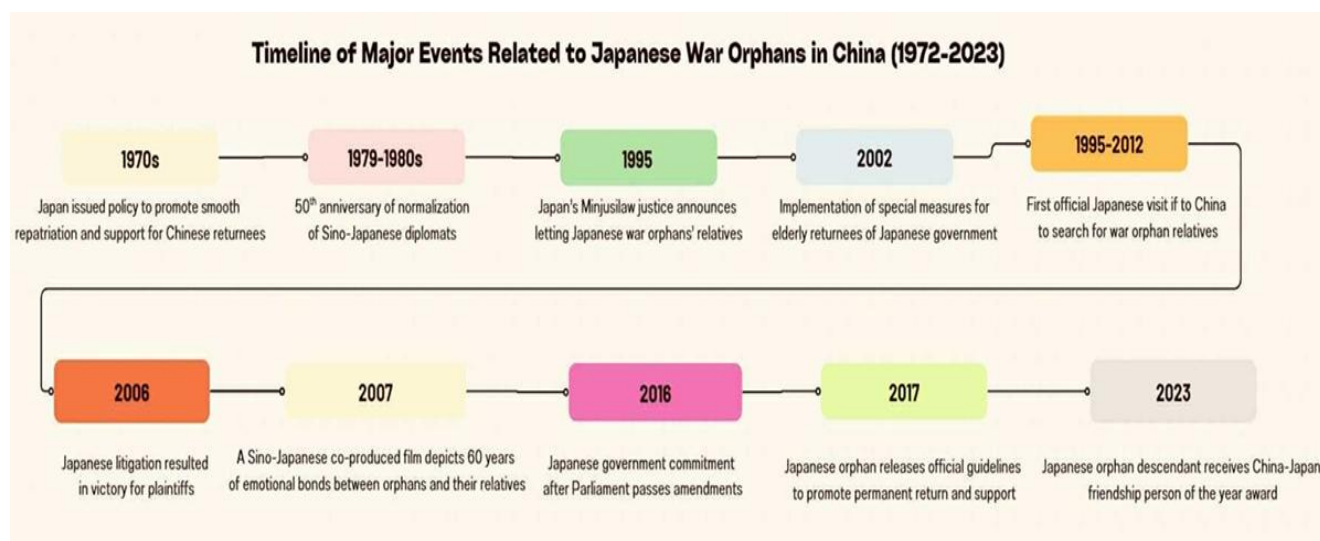 Timeline of Major Events Related to Japanese War Orphans in China (1972-2023)
1970s
Japan issued policy to promote smooth
repatriation and support for Chinese returnees
1979-1980s
50th anniversary of normalization
of Sino-Japanese diplomats
1995
Japan's Minjusilaw justice announces
letting Japanese war orphans' relatives
2002
Implementation of special measures for
elderly returnees of Japanese government
1995-2012
First official Japanese visit if to China
to search for war orphan relatives
2006
Japanese litigation resulted
in victory for plaintiffs
2007
A Sino-Japanese co-produced film depicts 60 years
of emotional bonds between orphans and their relatives
2016
Japanese government commitment
after Parliament passes amendments
2017
Japanese orphan releases official guidelines
to promote permanent return and support
2023
Japanese orphan descendant receives China-Japan
friendship person of the year award